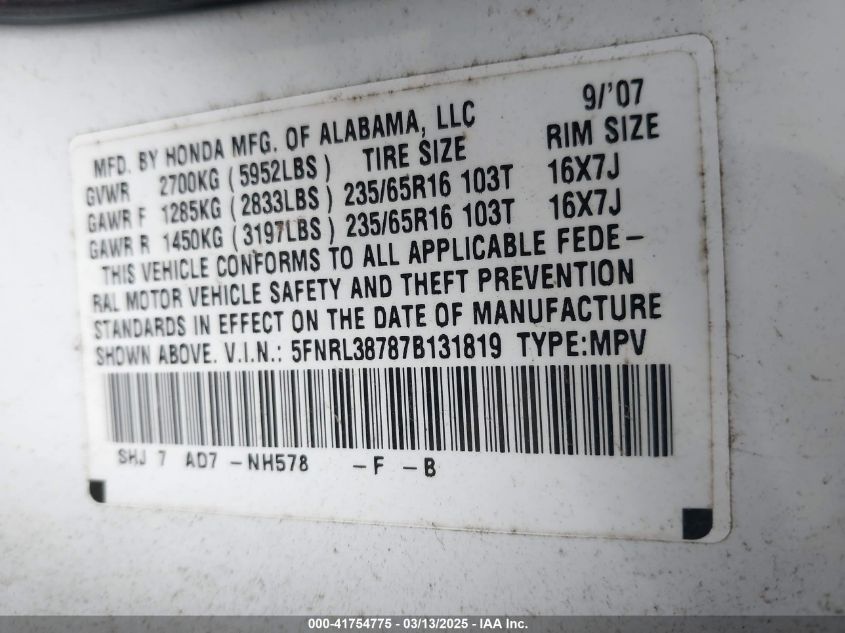 9/'07
MFD. BY HONDA MFG. OF ALABAMA, LLC
TIRE SIZE RIM SIZE
GVWR 2700KG (5952LBS)
GAWR F 1285KG (2833LBS) 235/65R16 103T 16X7J
GAWR R 1450KG (3197LBS) 235/65R16 103T 16X7J
THIS VEHICLE CONFORMS TO ALL APPLICABLE FEDE-
RAL MOTOR VEHICLE SAFETY AND THEFT PREVENTION
STANDARDS IN EFFECT ON THE DATE OF MANUFACTURE
SHOWN ABOVE. V.I.N.: 5FNRL38787B131819 TYPE:MPV
SHJ 7 AD7 -NH578 -F -B
000-41754775 - 03/13/2025 - IAA Inc.